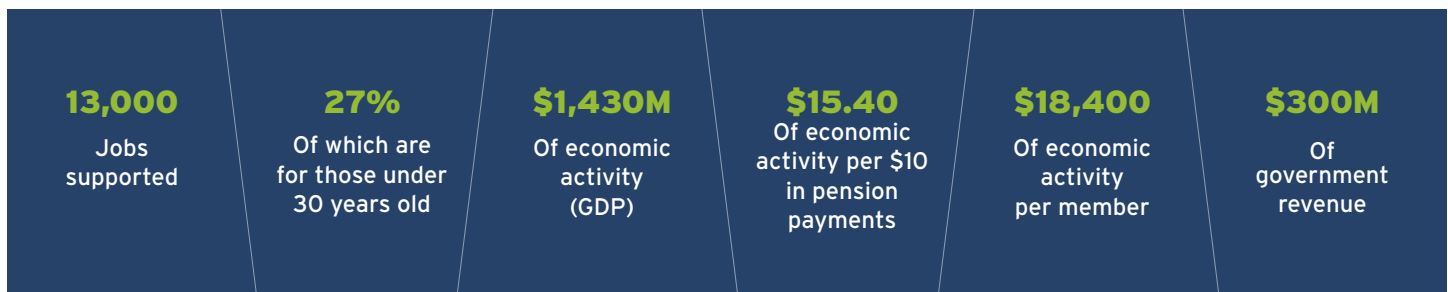 13,000
Jobs
supported
27%
Of which are
for those under
30 years old
$1,430M
Of economic
activity
(GDP)
$15.40
Of economic
activity per $10
in pension
payments
$18,400
Of economic
activity
per member
$300M
Of
government
revenue